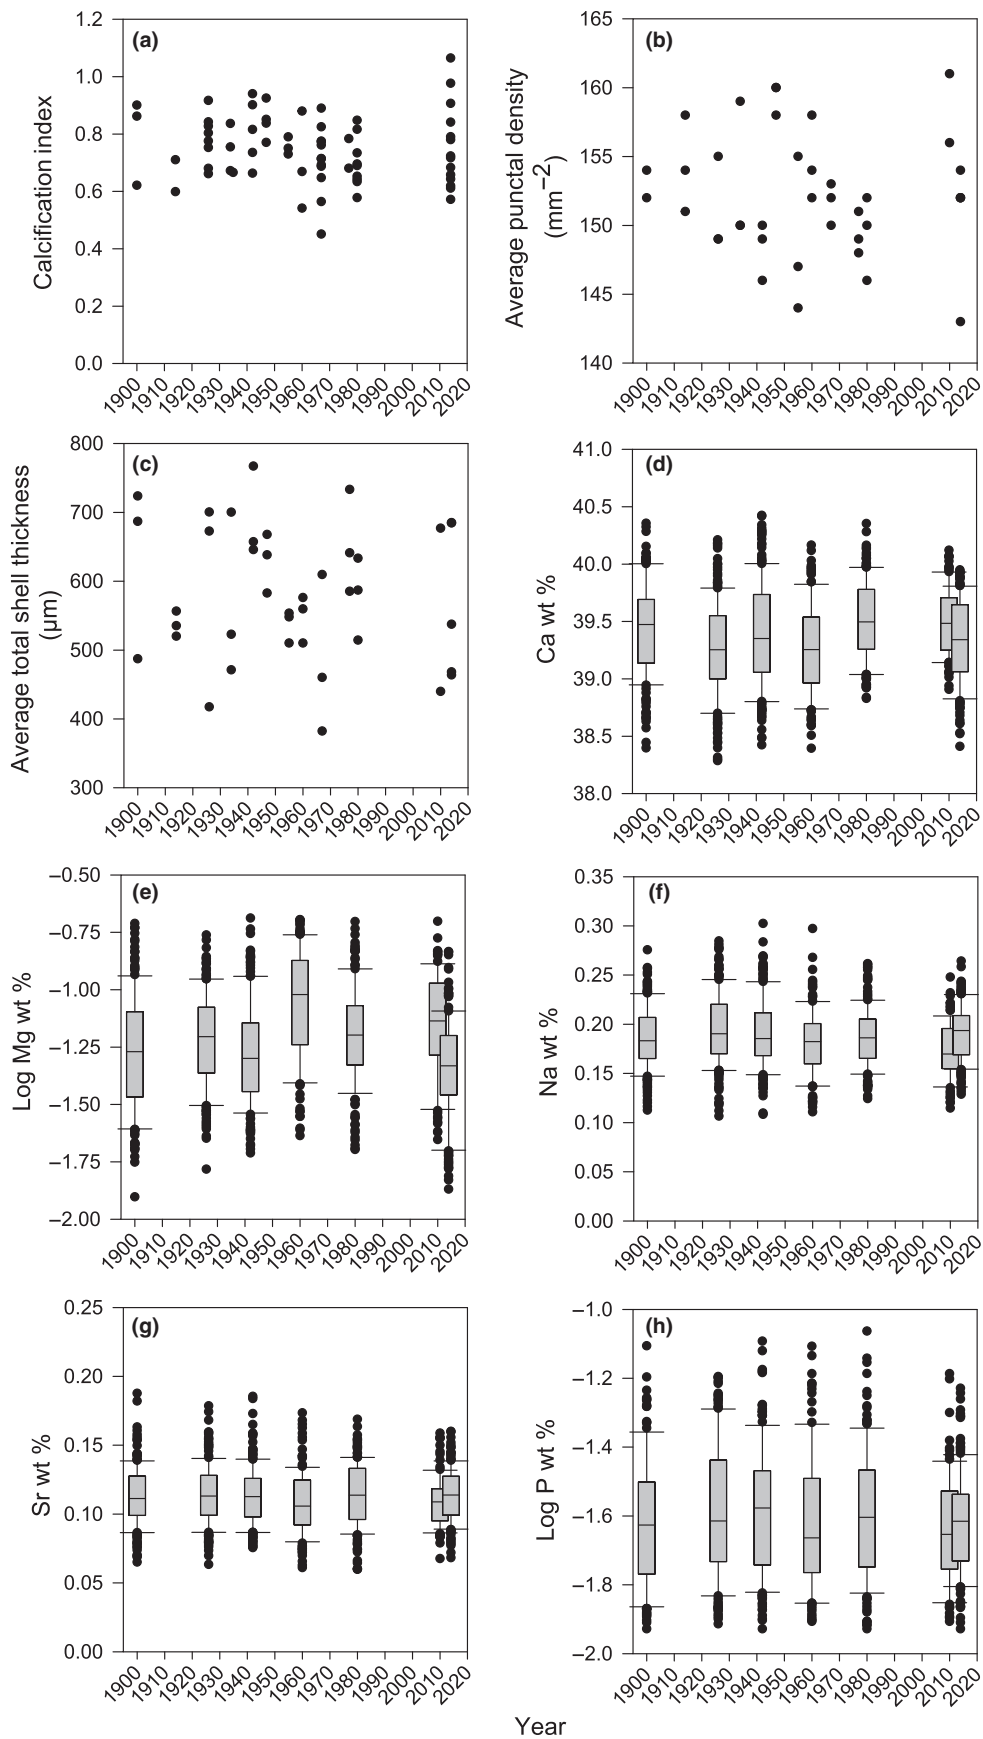 (a)
Calcification index
1.2
1.0
0.8
0.6
0.4
0.2
0.0
1900 1910 1920 1930 1940 1950 1960 1970 1980 1990 2000 2010 2020
(b)
Average punctal density
(mm−2)
165
160
155
150
145
140
1900 1910 1920 1930 1940 1950 1960 1970 1980 1990 2000 2010 2020
(c)
Average total shell thickness
(µm)
800
700
600
500
400
300
1900 1910 1920 1930 1940 1950 1960 1970 1980 1990 2000 2010 2020
(d)
Ca wt %
41.0
40.5
40.0
39.5
39.0
38.5
38.0
1900 1910 1920 1930 1940 1950 1960 1970 1980 1990 2000 2010 2020
(e)
Log Mg wt %
−0.50
−0.75
−1.00
−1.25
−1.50
−1.75
−2.00
1900 1910 1920 1930 1940 1950 1960 1970 1980 1990 2000 2010 2020
(f)
Na wt %
0.35
0.30
0.25
0.20
0.15
0.10
0.05
0.00
1900 1910 1920 1930 1940 1950 1960 1970 1980 1990 2000 2010 2020
(g)
Sr wt %
0.25
0.20
0.15
0.10
0.05
0.00
1900 1910 1920 1930 1940 1950 1960 1970 1980 1990 2000 2010 2020
(h)
Log P wt %
−1.0
−1.2
−1.4
−1.6
−1.8
−2.0
1900 1910 1920 1930 1940 1950 1960 1970 1980 1990 2000 2010 2020
Year